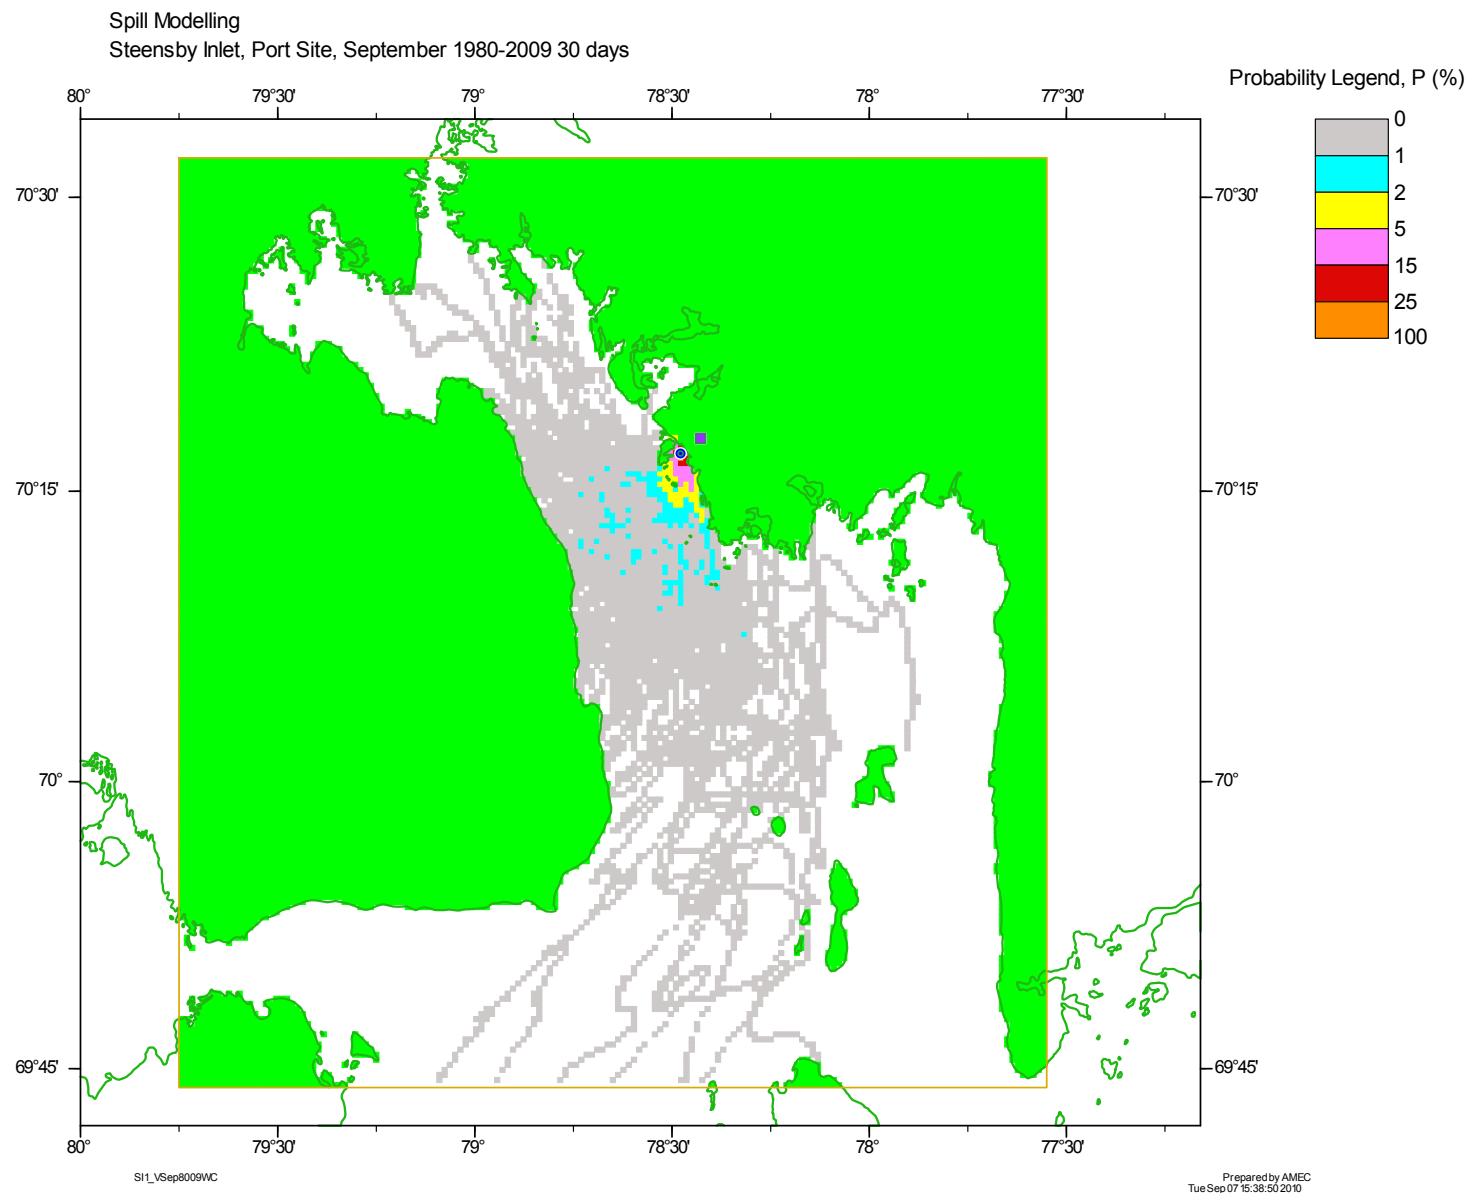 Spill Modelling
Steensby Inlet, Port Site, September 1980-2009 30 days
Probability Legend, P (%)
80° 79°30' 79° 78°30' 78° 77°30'
0
1
2
5
15
25
100
70°30' 70°30'
70°15' 70°15'
70° 70°
69°45' 69°45'
80° 79°30' 79° 78°30' 78° 77°30'
SI1_VSep8009WC
Prepared by AMEC
Tue Sep 07 15:38:50 2010